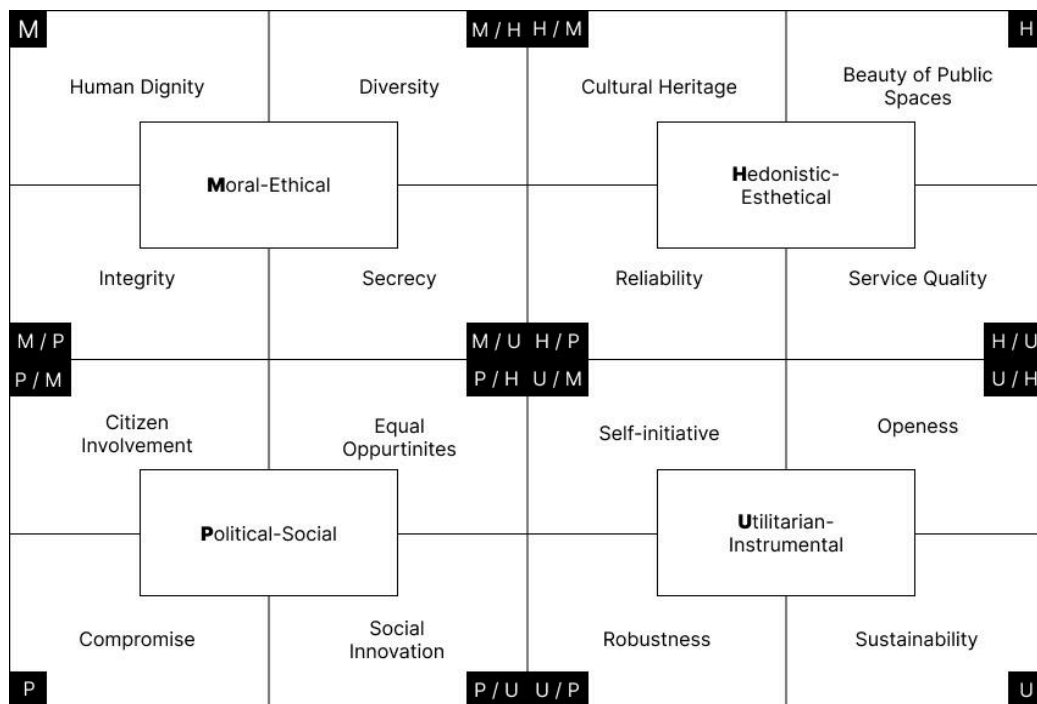 M
M / H
H / M
H
Human Dignity
Diversity
Cultural Heritage
Beauty of Public
Spaces
Moral-Ethical
Hedonistic-
Esthetical
Integrity
Secrecy
Reliability
Service Quality
M / P
M / U
H / P
H / U
P / M
P / H
U / M
U / H
Citizen
Involvement
Equal
Oppurtinites
Self-initiative
Openess
Political-Social
Utilitarian-
Instrumental
Compromise
Social
Innovation
Robustness
Sustainability
P
P / U
U / P
U